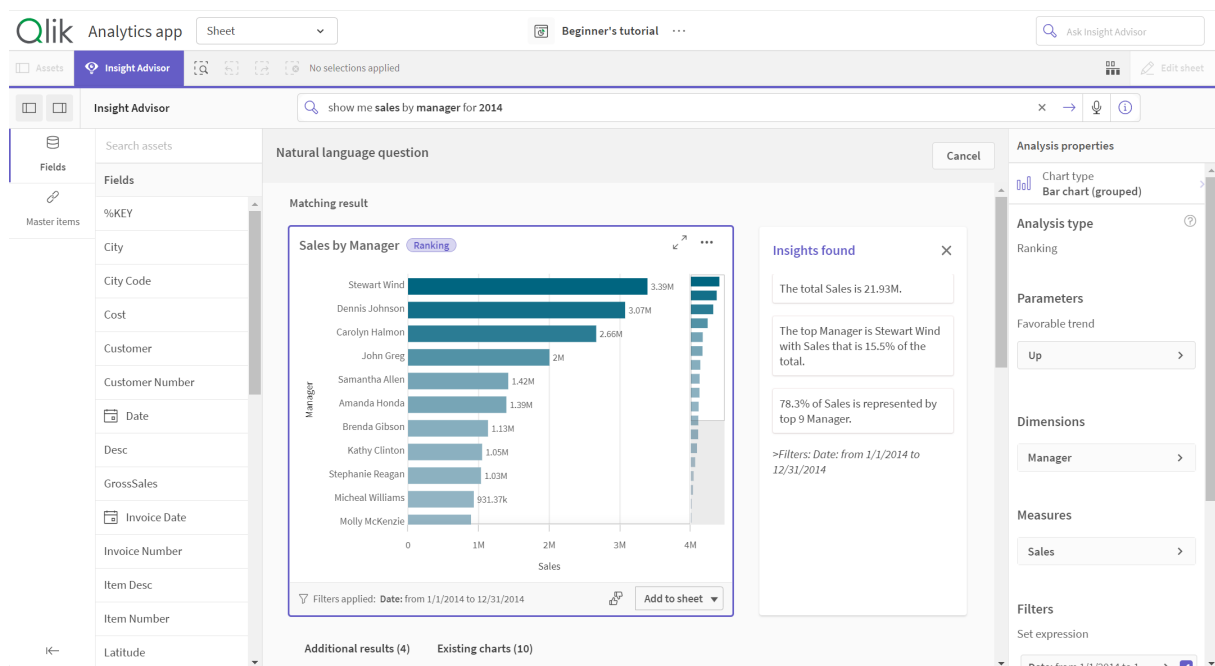 Qlik Analytics app
Sheet
Beginner's tutorial ...
Ask Insight Advisor
Assets
Insight Advisor
No selections applied
Edit sheet
Insight Advisor
show me sales by manager for 2014
Fields
Master items
Search assets
Fields
%KEY
City
City Code
Cost
Customer
Customer Number
Date
Desc
GrossSales
Invoice Date
Invoice Number
Item Desc
Item Number
Latitude
Natural language question
Cancel
Matching result
Sales by Manager Ranking
Manager
Stewart Wind 3.39M
Dennis Johnson 3.07M
Carolyn Halmon 2.66M
John Greg 2M
Samantha Allen 1.42M
Amanda Honda 1.39M
Brenda Gibson 1.13M
Kathy Clinton 1.05M
Stephanie Reagan 1.03M
Micheal Williams 931.37k
Molly McKenzie
0 1M 2M 3M 4M
Sales
Filters applied: Date: from 1/1/2014 to 12/31/2014
Add to sheet
Insights found
The total Sales is 21.93M.
The top Manager is Stewart Wind
with Sales that is 15.5% of the
total.
78.3% of Sales is represented by
top 9 Manager.
>Filters: Date: from 1/1/2014 to
12/31/2014
Additional results (4)
Existing charts (10)
Analysis properties
Chart type
Bar chart (grouped)
Analysis type
Ranking
Parameters
Favorable trend
Up
Dimensions
Manager
Measures
Sales
Filters
Set expression
Date: from 1/1/2014 to 1